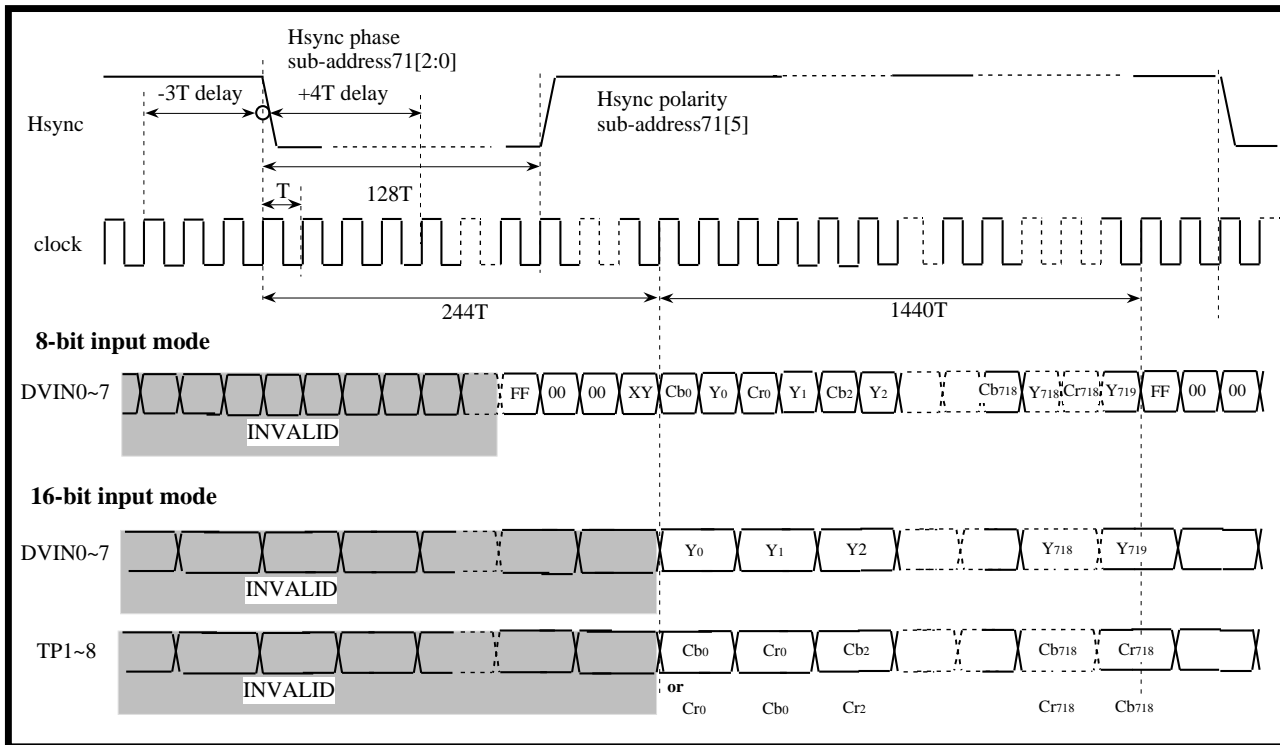 Hsync phase
sub-address71[2:0]
-3T delay
+4T delay
Hsync
Hsync polarity
sub-address71[5]
T
128T
clock
244T
1440T
8-bit input mode
DVIN0~7
FF 00 00 XY Cb0 Y0 Cr0 Y1 Cb2 Y2 Cb718 Y718 Cr718 Y719 FF 00 00
INVALID
16-bit input mode
DVIN0~7
Y0 Y1 Y2 Y718 Y719
INVALID
TP1~8
Cb0 Cr0 Cb2 Cb718 Cr718
INVALID
or
Cr0 Cb0 Cr2 Cr718 Cb718